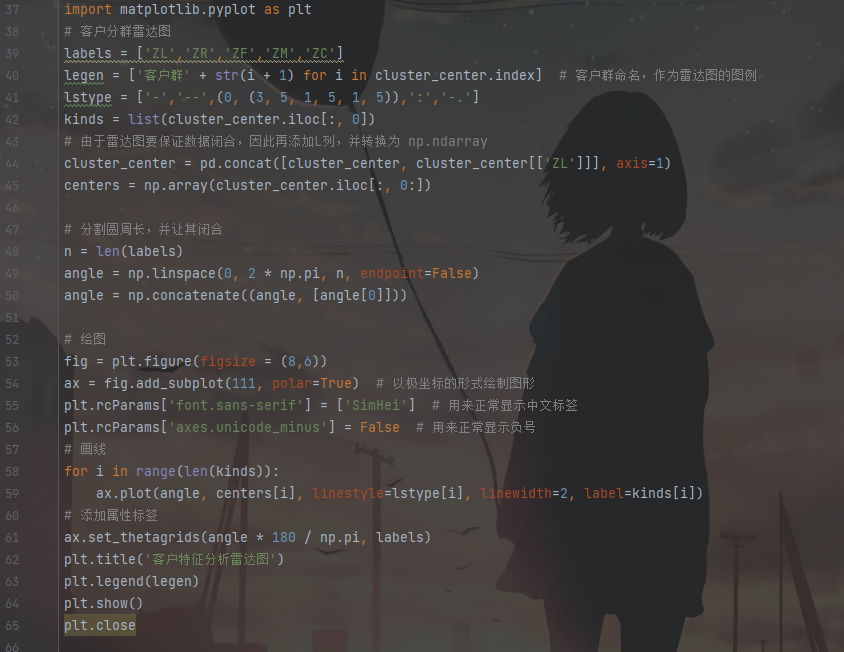 37 import matplotlib.pyplot as plt
38 # 客户分群雷达图
39 labels = ['ZL','ZR','ZF','ZM','ZC']
40 legen = ['客户群' + str(i + 1) for i in cluster_center.index]  # 客户群命名，作为雷达图的图例
41 lstype = ['-','--',(0, (3, 5, 1, 5, 1, 5)),':','-.']
42 kinds = list(cluster_center.iloc[:, 0])
43 # 由于雷达图要保证数据闭合，因此再添加L列，并转换为 np.ndarray
44 cluster_center = pd.concat([cluster_center, cluster_center[['ZL']]], axis=1)
45 centers = np.array(cluster_center.iloc[:, 0:])
46
47 # 分割圆周长，并让其闭合
48 n = len(labels)
49 angle = np.linspace(0, 2 * np.pi, n, endpoint=False)
50 angle = np.concatenate((angle, [angle[0]]))
51
52 # 绘图
53 fig = plt.figure(figsize = (8,6))
54 ax = fig.add_subplot(111, polar=True)  # 以极坐标的形式绘制图形
55 plt.rcParams['font.sans-serif'] = ['SimHei']  # 用来正常显示中文标签
56 plt.rcParams['axes.unicode_minus'] = False  # 用来正常显示负号
57 # 画线
58 for i in range(len(kinds)):
59     ax.plot(angle, centers[i], linestyle=lstype[i], linewidth=2, label=kinds[i])
60 # 添加属性标签
61 ax.set_thetagrids(angle * 180 / np.pi, labels)
62 plt.title('客户特征分析雷达图')
63 plt.legend(legen)
64 plt.show()
65 plt.close
66